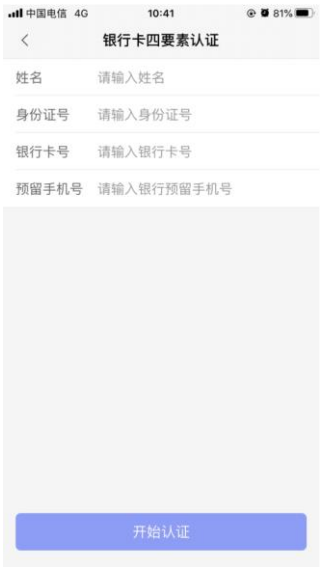 中国电信 4G 10:41 81%
银行卡四要素认证
姓名 请输入姓名
身份证号 请输入身份证号
银行卡号 请输入银行卡号
预留手机号 请输入银行预留手机号
开始认证